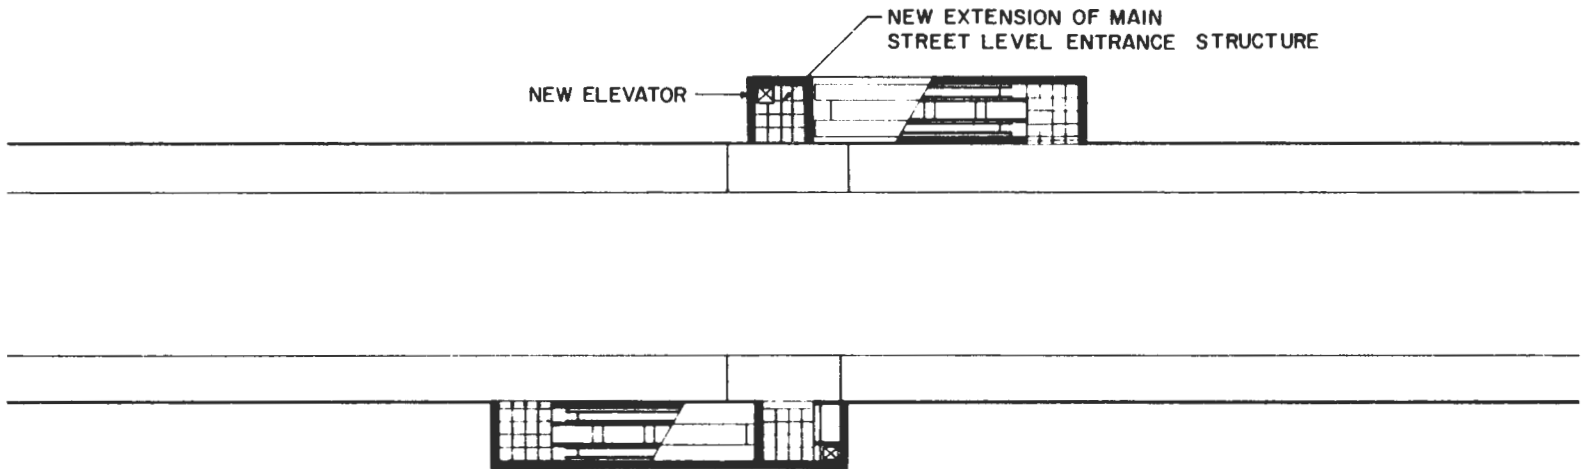 NEW EXTENSION OF MAIN
STREET LEVEL ENTRANCE STRUCTURE
NEW ELEVATOR